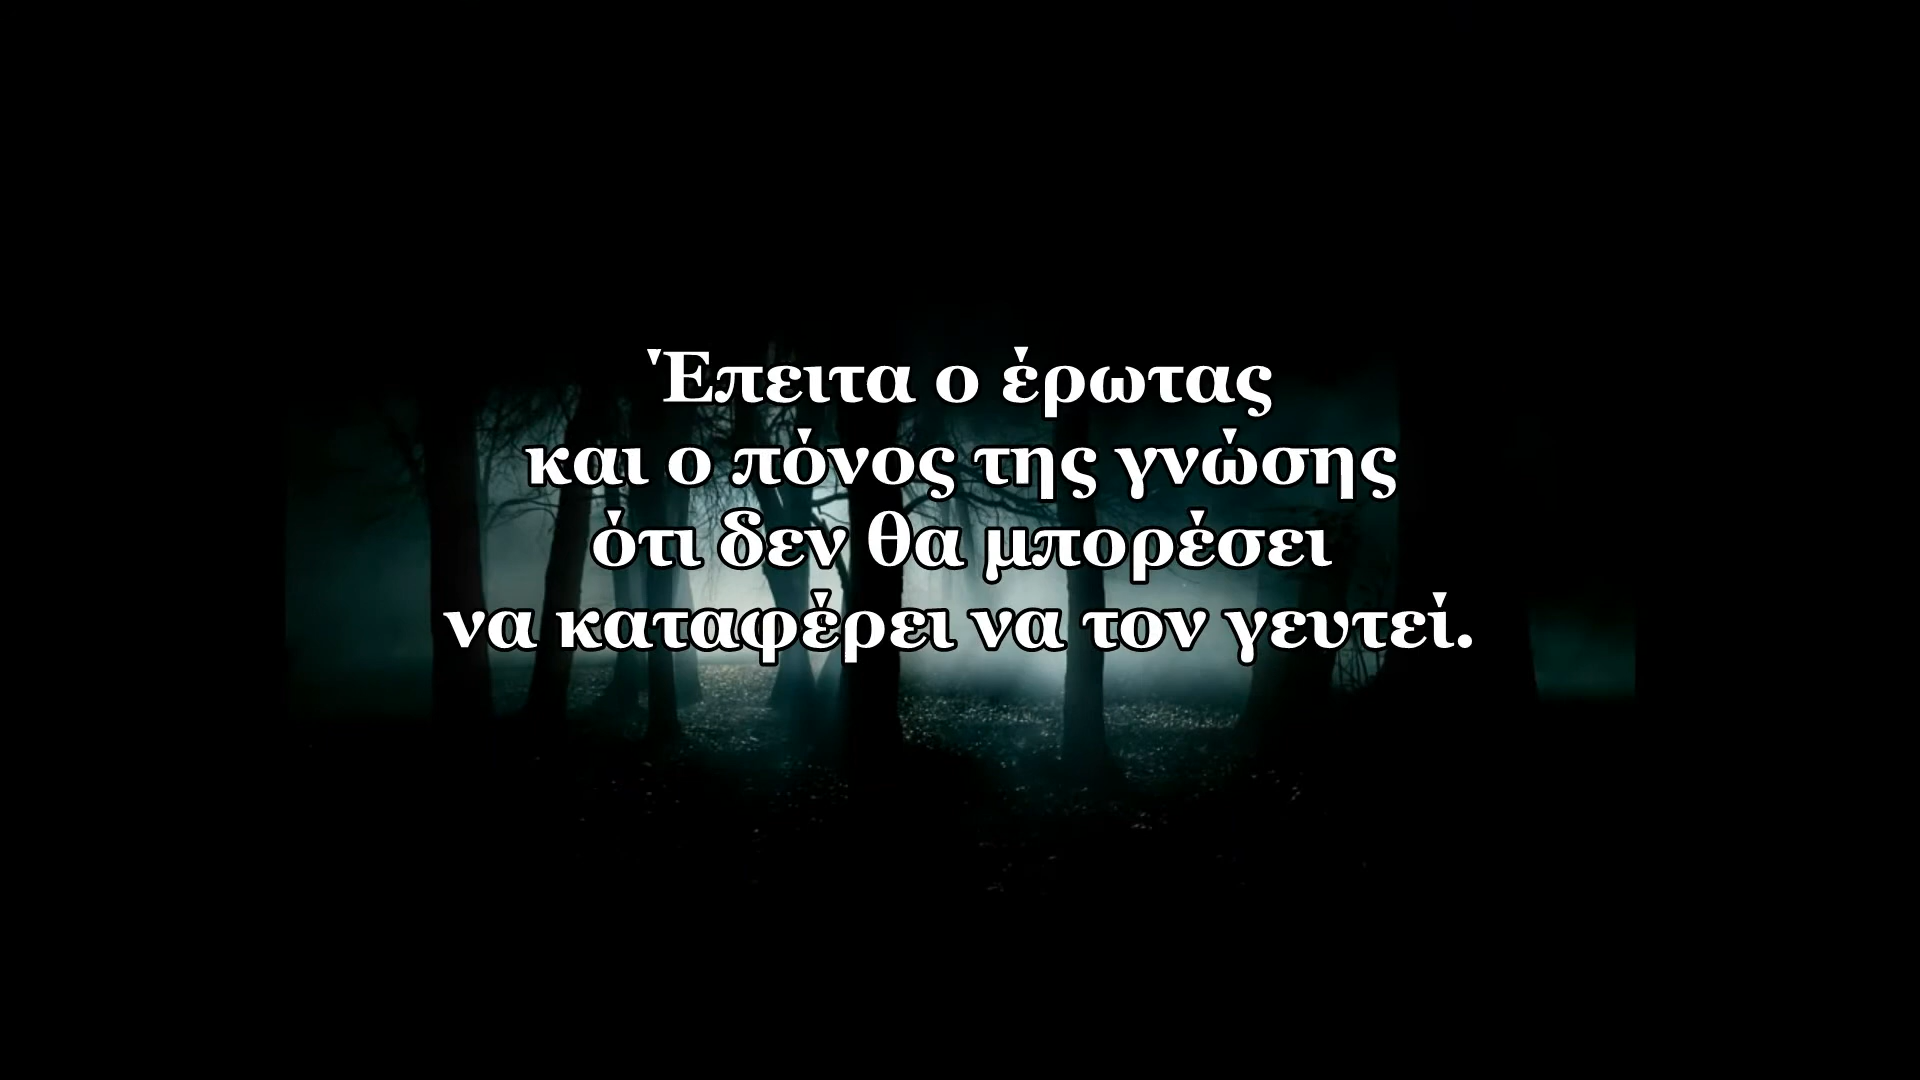 Έπειτα ο έρωτας
και ο πόνος της γνώσης
ότι δεν θα μπορέσει
να καταφέρει να τον γευτεί.